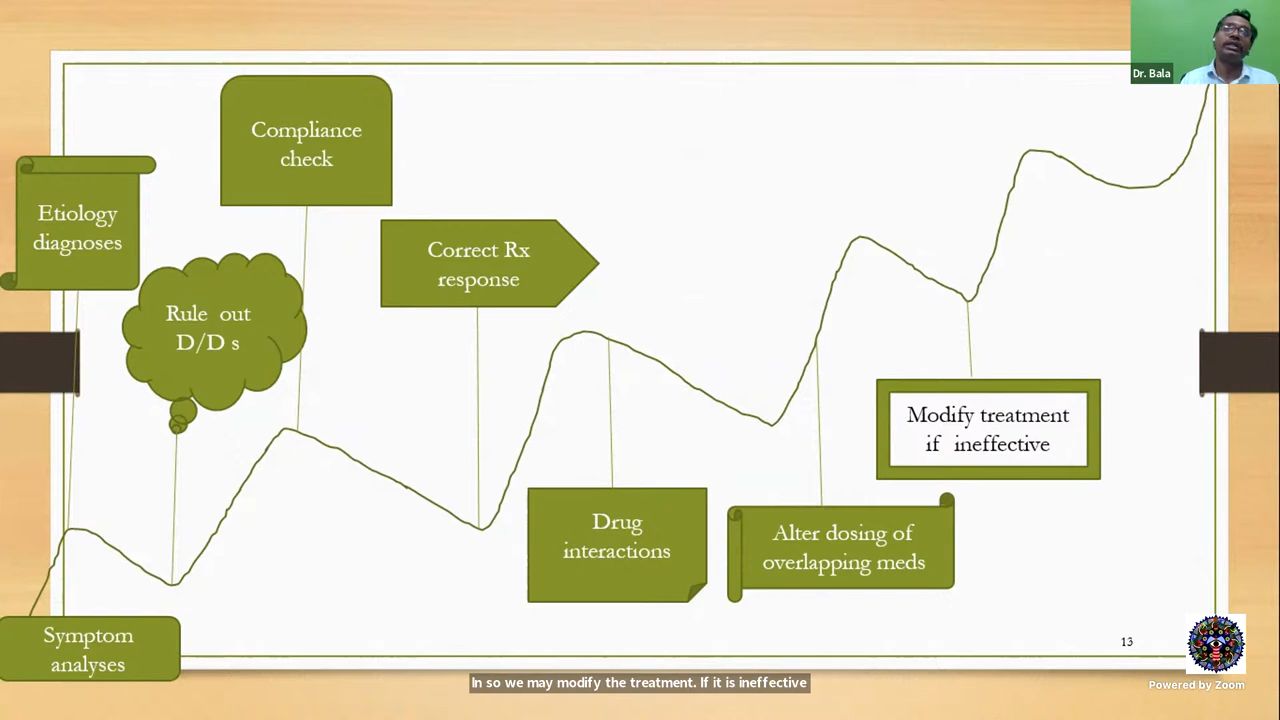 Dr. Bala
Compliance
check
Etiology
diagnoses
Correct Rx
response
Rule out
D/D s
Modify treatment
if ineffective
Drug
interactions
Alter dosing of
overlapping meds
Symptom
analyses
13
In so we may modify the treatment. If it is ineffective
Powered by Zoom